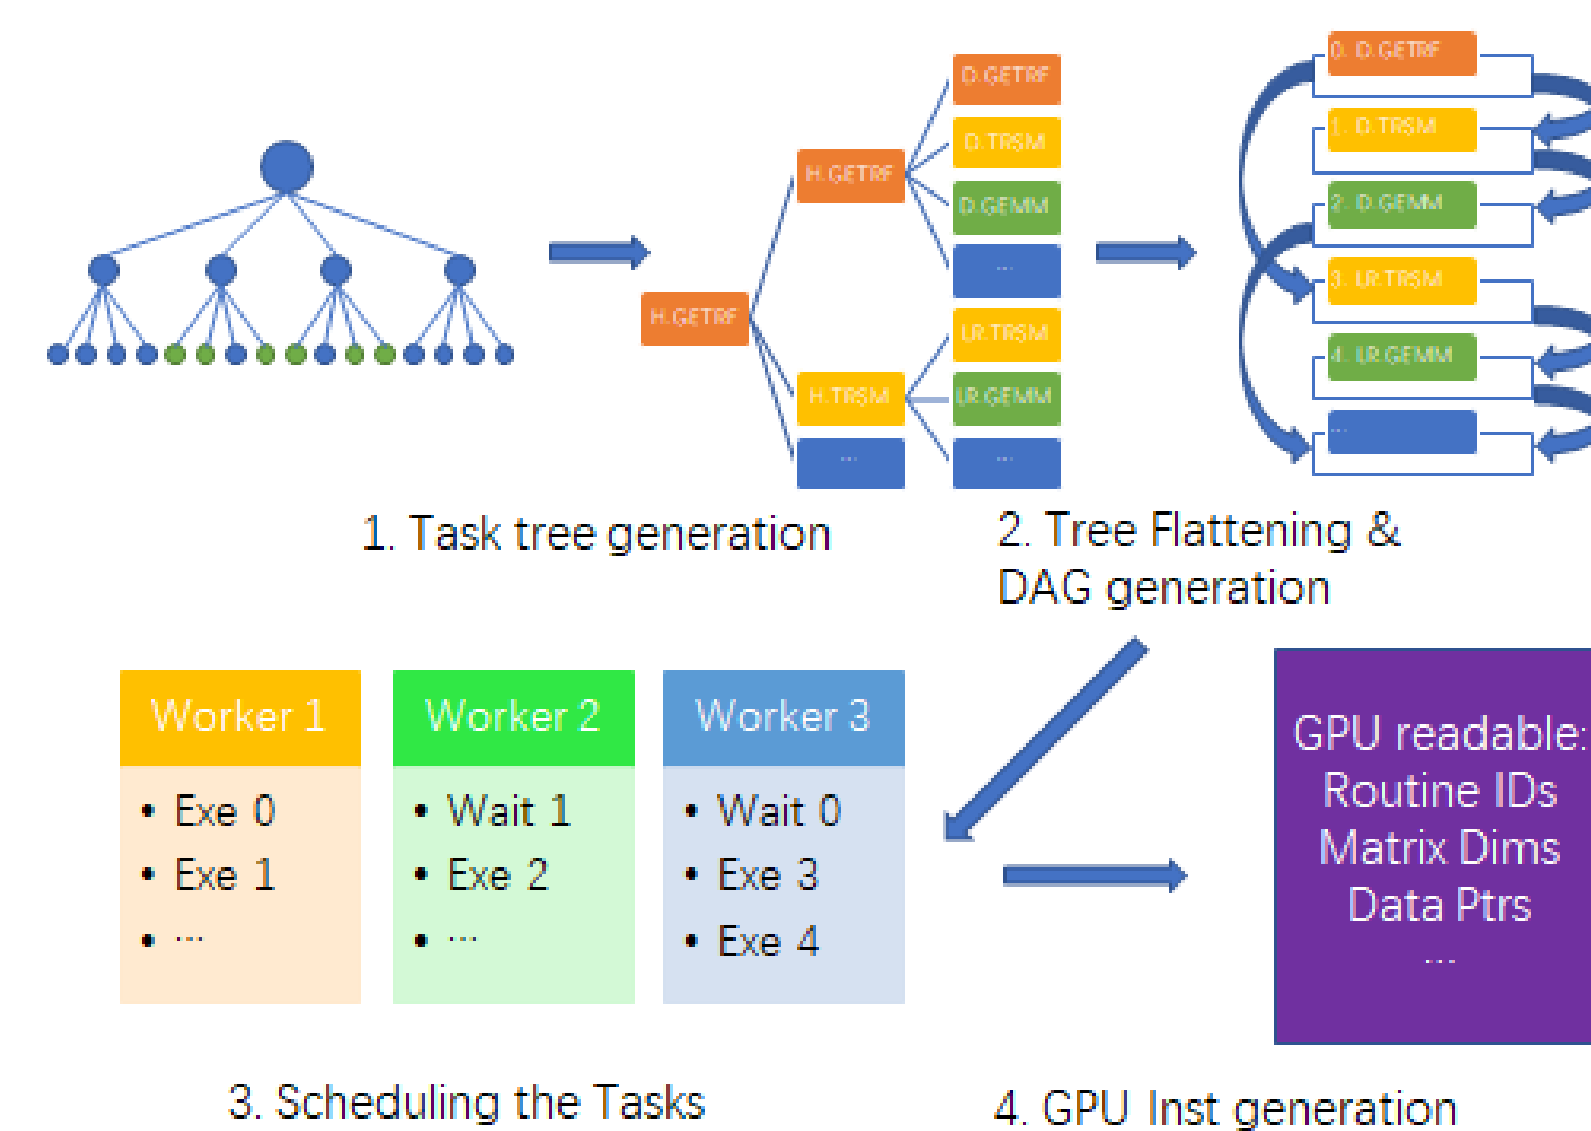 D.GETRF
D.TRSM
H.GETRF
D.GEMM
...
H.GETRF
LR.TRSM
H.TRSM
LR.GEMM
...
...
0. D.GETRF
1. D.TRSM
2. D.GEMM
3. LR.TRSM
4. LR.GEMM
...
1. Task tree generation
2. Tree Flattening &
DAG generation
Worker 1
• Exe 0
• Exe 1
• ...
Worker 2
• Wait 1
• Exe 2
• ...
Worker 3
• Wait 0
• Exe 3
• Exe 4
GPU readable:
Routine IDs
Matrix Dims
Data Ptrs
...
3. Scheduling the Tasks
4. GPU Inst generation